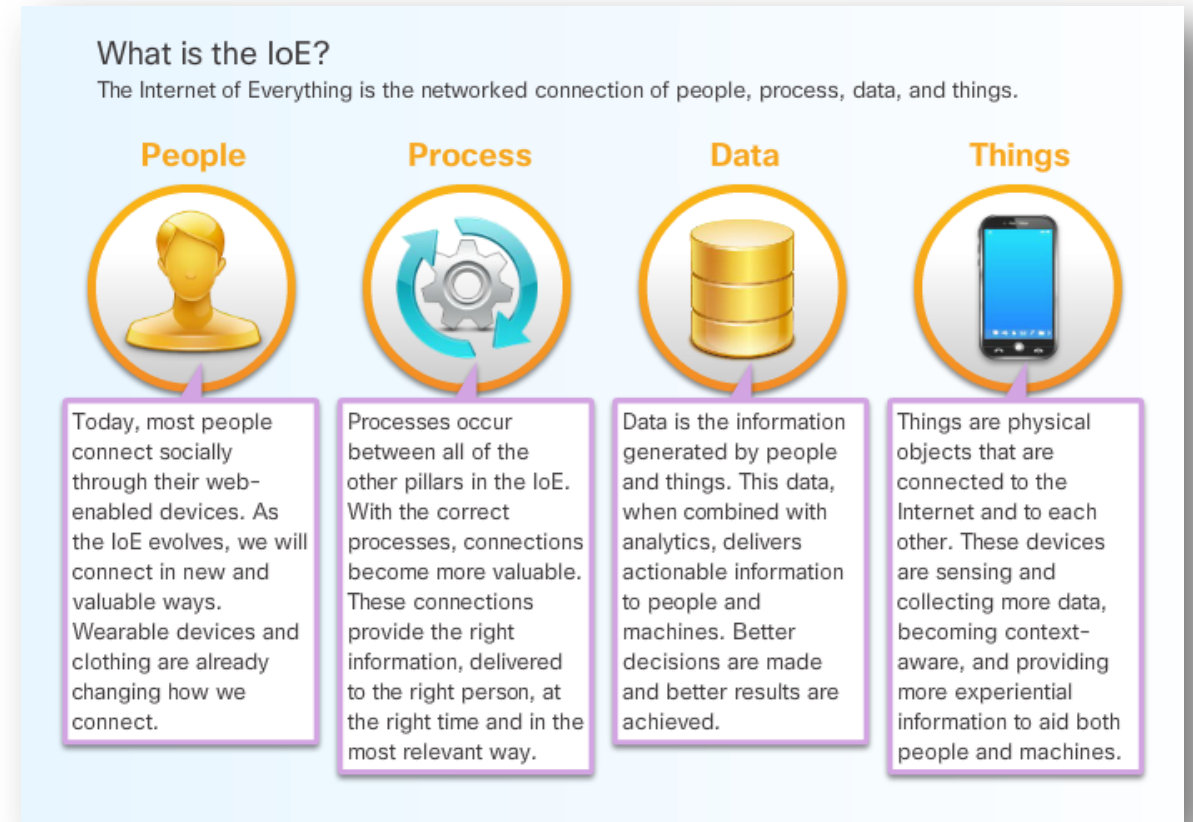 What is the IoE?
The Internet of Everything is the networked connection of people, process, data, and things.
People
Process
Data
Things
Today, most people
connect socially
through their web-
enabled devices. As
the IoE evolves, we will
connect in new and
valuable ways.
Wearable devices and
clothing are already
changing how we
connect.
Processes occur
between all of the
other pillars in the IoE.
With the correct
processes, connections
become more valuable.
These connections
provide the right
information, delivered
to the right person, at
the right time and in the
most relevant way.
Data is the information
generated by people
and things. This data,
when combined with
analytics, delivers
actionable information
to people and
machines. Better
decisions are made
and better results are
achieved.
Things are physical
objects that are
connected to the
Internet and to each
other. These devices
are sensing and
collecting more data,
becoming context-
aware, and providing
more experiential
information to aid both
people and machines.